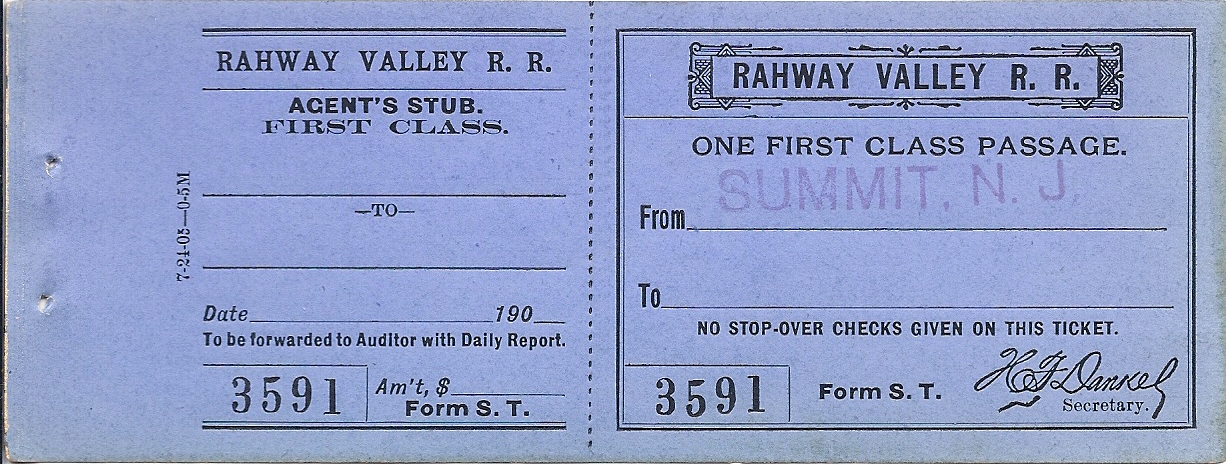 RAHWAY VALLEY R. R.
AGENT'S STUB.
FIRST CLASS.
—TO—
7-24-05—0-5M
Date 190
To be forwarded to Auditor with Daily Report.
3591
Am't, $
Form S. T.
RAHWAY VALLEY R. R.
ONE FIRST CLASS PASSAGE.
SUMMIT, N. J.
From
To
NO STOP-OVER CHECKS GIVEN ON THIS TICKET.
3591
Form S. T.
H F Dankel
Secretary.